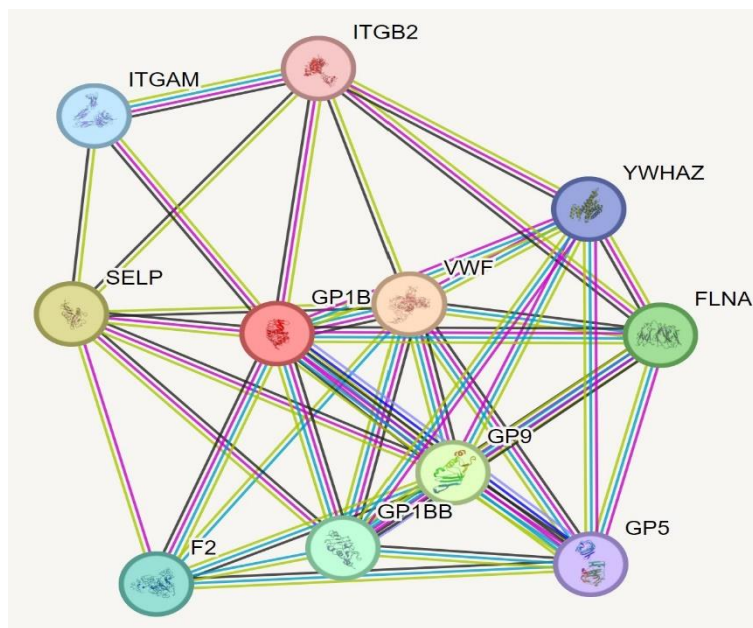 ITGB2
ITGAM
YWHAZ
SELP
GP1B
VWF
FLNA
GP9
GP1BB
F2
GP5